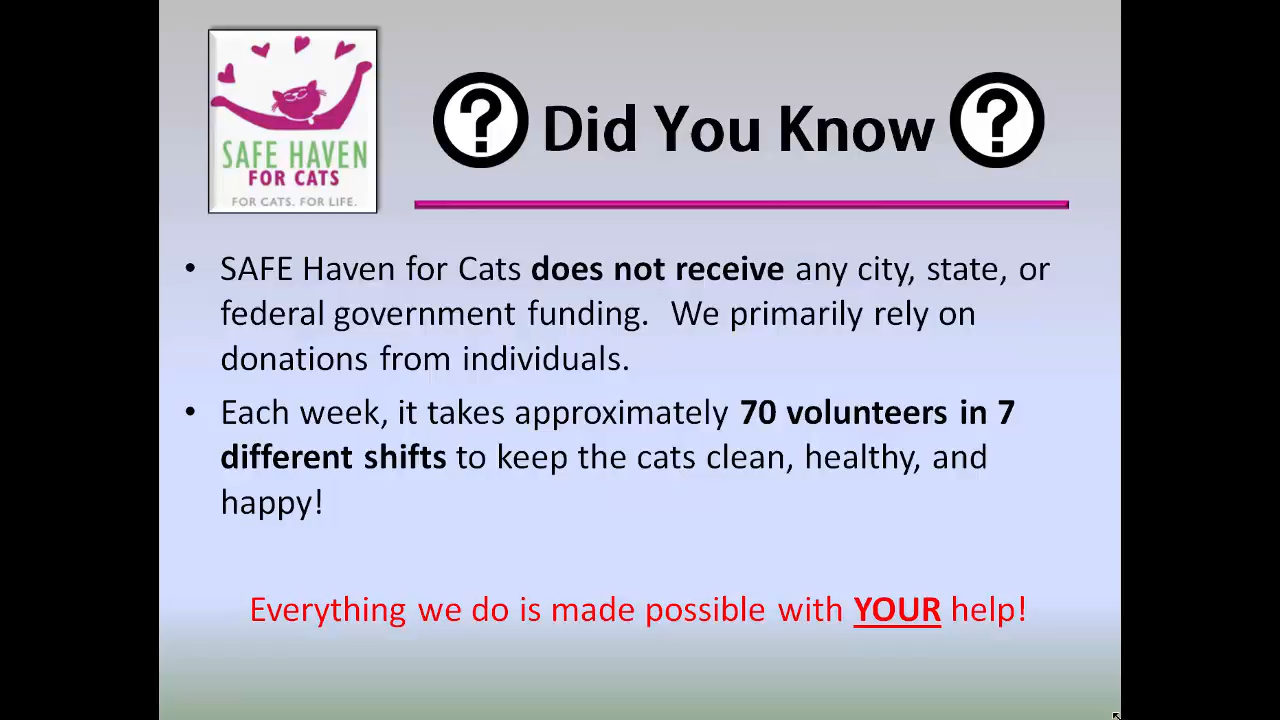 SAFE HAVEN
FOR CATS
FOR CATS. FOR LIFE.
? Did You Know ?
• SAFE Haven for Cats does not receive any city, state, or
federal government funding.  We primarily rely on
donations from individuals.
• Each week, it takes approximately 70 volunteers in 7
different shifts to keep the cats clean, healthy, and
happy!
Everything we do is made possible with YOUR help!